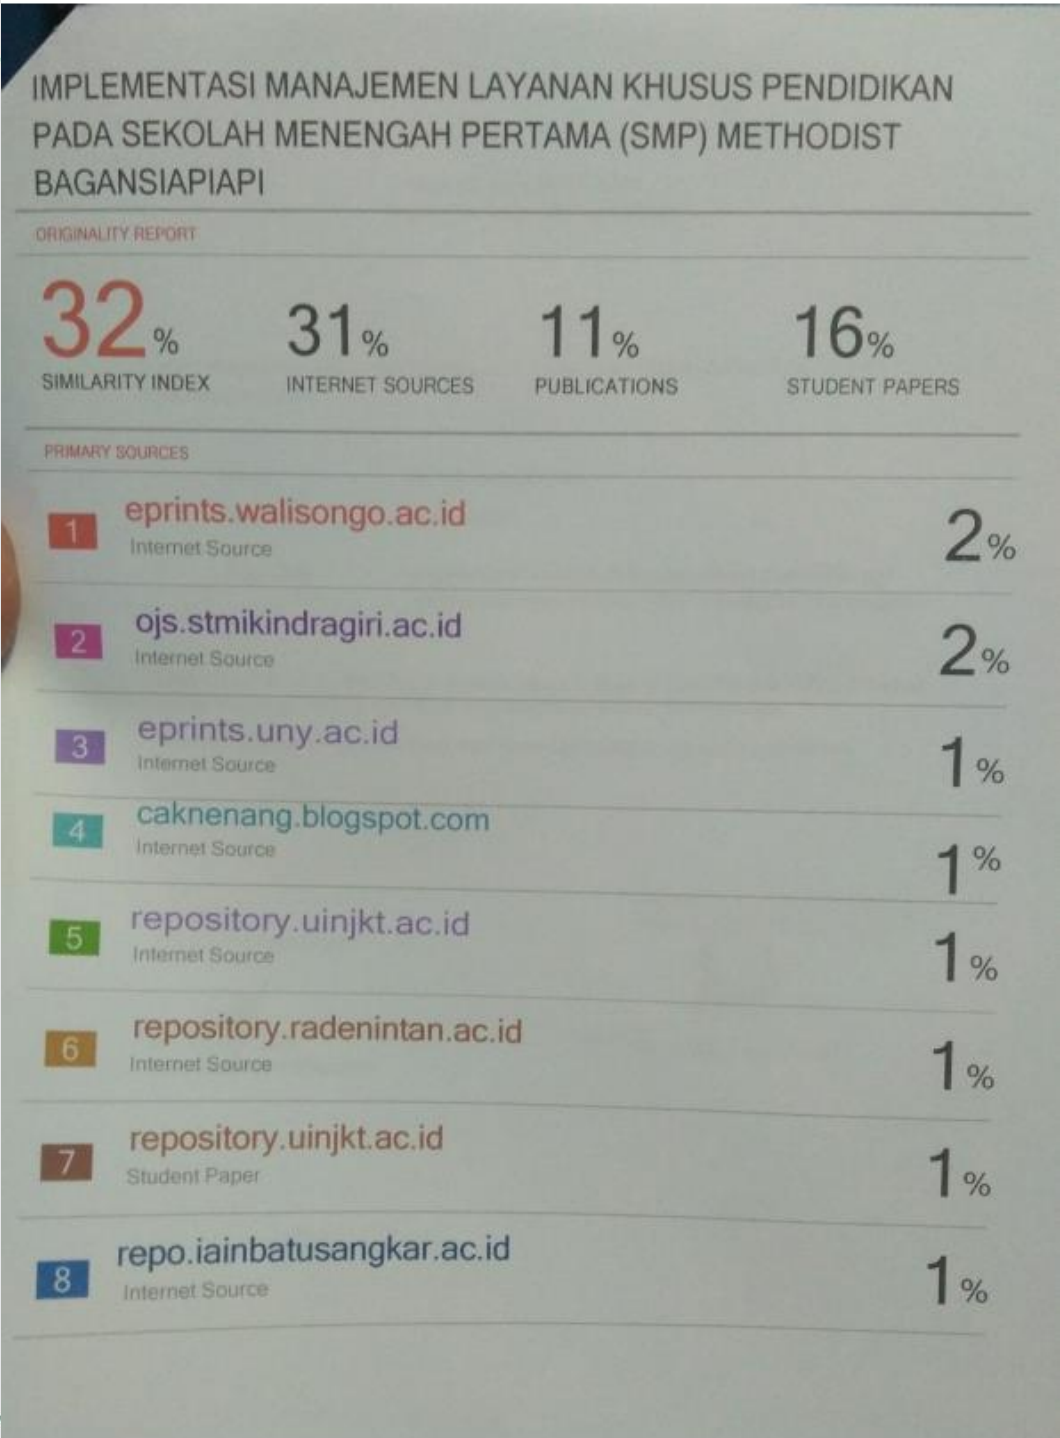 IMPLEMENTASI MANAJEMEN LAYANAN KHUSUS PENDIDIKAN
PADA SEKOLAH MENENGAH PERTAMA (SMP) METHODIST
BAGANSIAPIAPI
ORIGINALITY REPORT
32% 31% 11% 16%
SIMILARITY INDEX INTERNET SOURCES PUBLICATIONS STUDENT PAPERS
PRIMARY SOURCES
1 eprints.walisongo.ac.id 2%
Internet Source
2 ojs.stmikindragiri.ac.id 2%
Internet Source
3 eprints.uny.ac.id 1%
Internet Source
4 caknenang.blogspot.com 1%
Internet Source
5 repository.uinjkt.ac.id 1%
Internet Source
6 repository.radenintan.ac.id 1%
Internet Source
7 repository.uinjkt.ac.id 1%
Student Paper
8 repo.iainbatusangkar.ac.id 1%
Internet Source